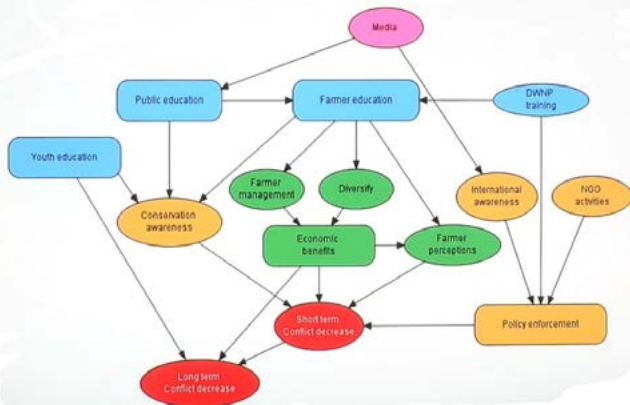 Media
Public education
Farmer education
DWNP
training
Youth education
Farmer
management
Diversify
International
awareness
NGO
activities
Conservation
awareness
Economic
benefits
Farmer
perceptions
Short term
Conflict decrease
Policy enforcement
Long term
Conflict decrease